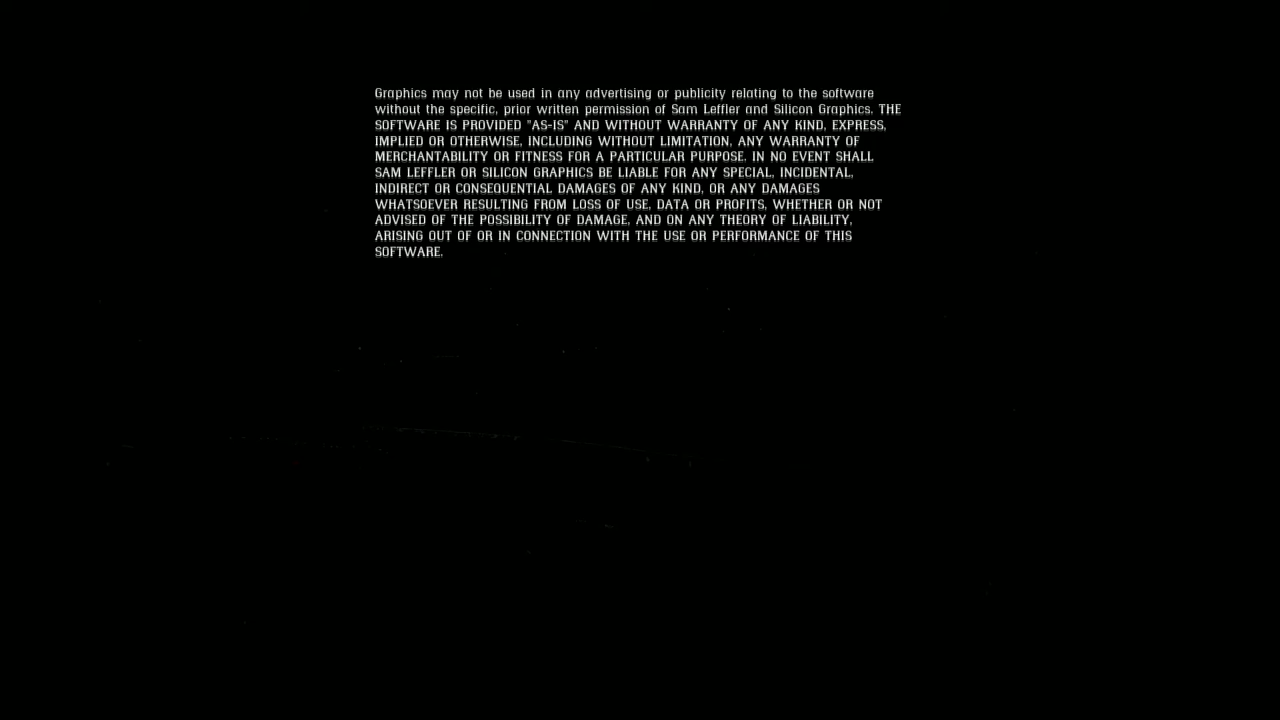 Graphics may not be used in any advertising or publicity relating to the software
without the specific, prior written permission of Sam Leffler and Silicon Graphics. THE
SOFTWARE IS PROVIDED "AS-IS" AND WITHOUT WARRANTY OF ANY KIND, EXPRESS,
IMPLIED OR OTHERWISE, INCLUDING WITHOUT LIMITATION, ANY WARRANTY OF
MERCHANTABILITY OR FITNESS FOR A PARTICULAR PURPOSE. IN NO EVENT SHALL
SAM LEFFLER OR SILICON GRAPHICS BE LIABLE FOR ANY SPECIAL, INCIDENTAL,
INDIRECT OR CONSEQUENTIAL DAMAGES OF ANY KIND, OR ANY DAMAGES
WHATSOEVER RESULTING FROM LOSS OF USE, DATA OR PROFITS, WHETHER OR NOT
ADVISED OF THE POSSIBILITY OF DAMAGE, AND ON ANY THEORY OF LIABILITY,
ARISING OUT OF OR IN CONNECTION WITH THE USE OR PERFORMANCE OF THIS
SOFTWARE.